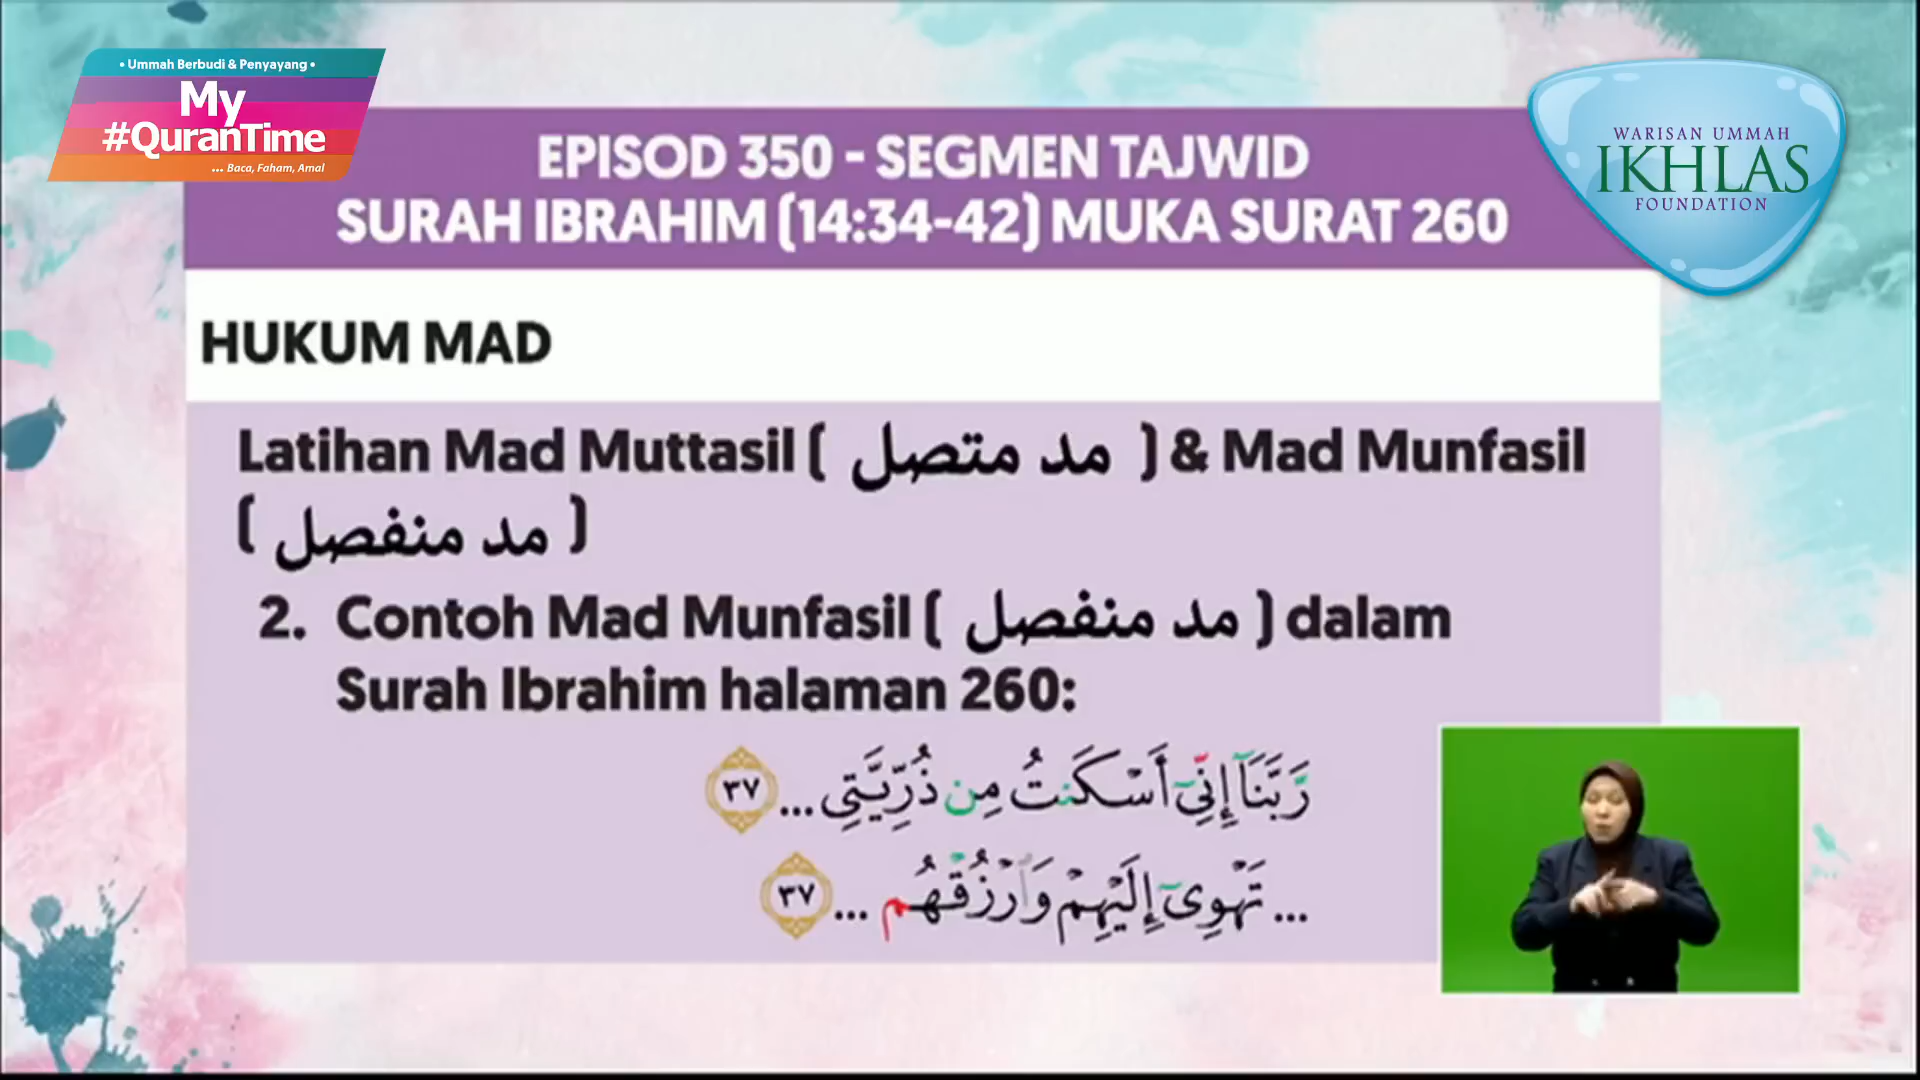 • Ummah Berbudi & Penyayang •
My
#QuranTime
... Baca, Faham, Amal
WARISAN UMMAH
IKHLAS
FOUNDATION
EPISOD 350 - SEGMEN TAJWID
SURAH IBRAHIM (14:34-42) MUKA SURAT 260
HUKUM MAD
Latihan Mad Muttasil ( مد متصل ) & Mad Munfasil
( مد منفصل )
2. Contoh Mad Munfasil ( مد منفصل ) dalam
Surah Ibrahim halaman 260:
رَّبَّنَآ إِنِّىٓ أَسْكَنتُ مِن ذُرِّيَّتِى ... ٣٧
... تَهْوِىٓ إِلَيْهِمْ وَٱرْزُقْهُم ... ٣٧